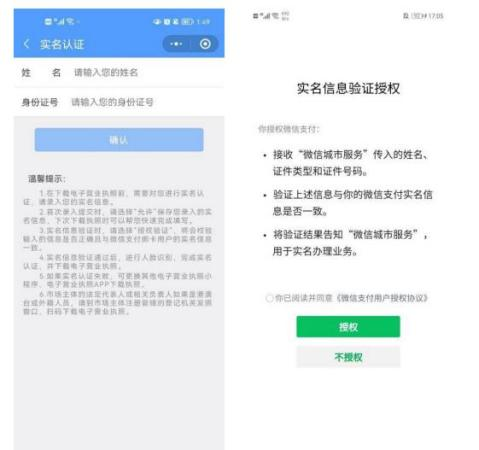 1:49
实名认证
姓 名 请输入您的姓名
身份证号 请输入您的身份证号
确认
温馨提示:
1.在下载电子营业执照前,需要对您进行实名认
证,请录入您的实名信息。
2.首次录入提交时,请选择“允许”保存您录入的实
名信息,下次下载执照时可以帮您快速完成填写。
3.实名信息验证时,请选择“授权验证”,将会校验
输入的信息是否正确且与微信支付绑卡用户的实名信息
一致。
4.实名信息验证通过后,进行人脸识别,完成实名
认证,并下载电子营业执照。
5.如果实名认证失败,可更换其他电子营业执照小
程序、电子营业执照APP下载执照。
6.市场主体的法定代表人或相关负责人如果是港澳
台或外籍人员,请到市场主体注册登记的登记机关发照
窗口,扫码下载电子营业执照。
17:05
实名信息验证授权
你授权微信支付:
• 接收“微信城市服务”传入的姓名、
证件类型和证件号码。
• 验证上述信息与你的微信支付实名信
息是否一致。
• 将验证结果告知“微信城市服务”,
用于实名办理业务。
你已阅读并同意《微信支付用户授权协议》
授权
不授权